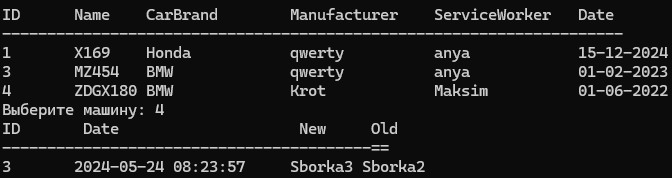 ID Name CarBrand Manufacturer ServiceWorker Date
---------------------------------------------------------------------
1 X169 Honda qwerty anya 15-12-2024
3 MZ454 BMW qwerty anya 01-02-2023
4 ZDGX180 BMW Krot Maksim 01-06-2022
Выберите машину: 4
ID Date New Old
-----------------------------------------==
3 2024-05-24 08:23:57 Sborka3 Sborka2